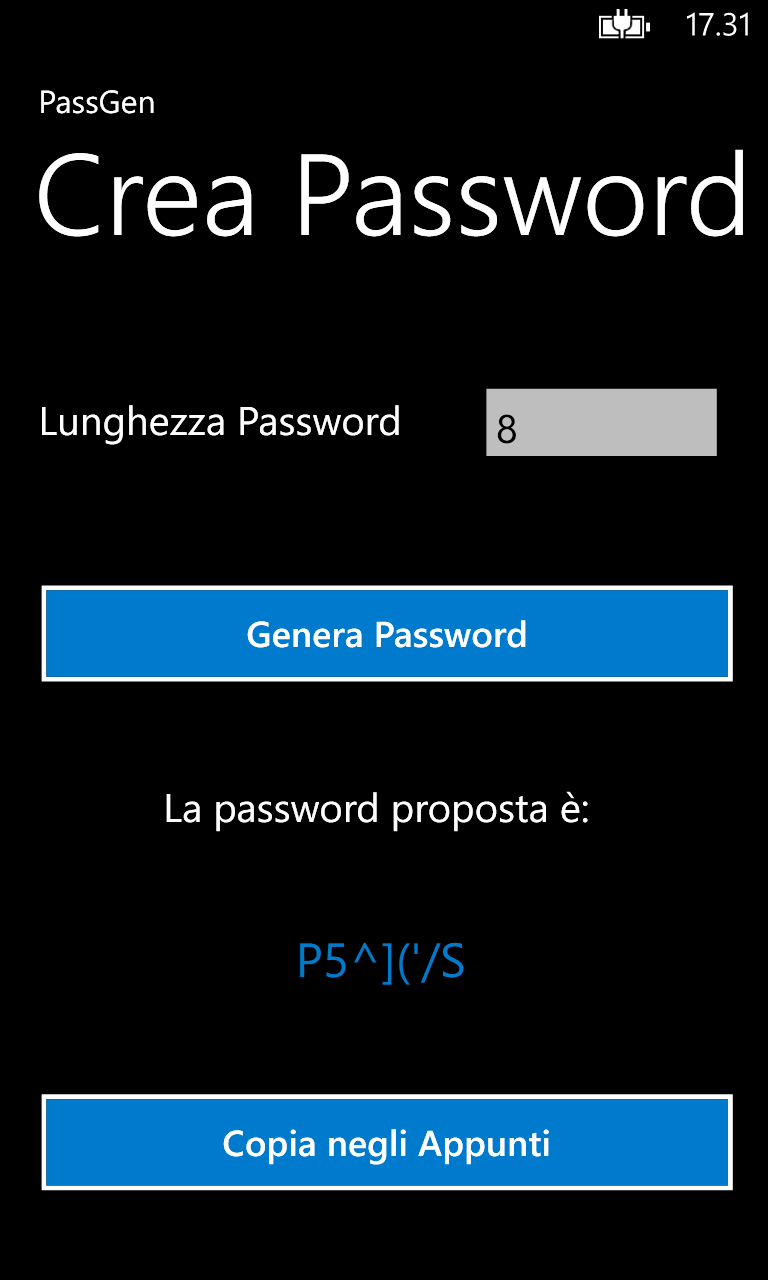 17.31
PassGen
Crea Password
Lunghezza Password
8
Genera Password
La password proposta è:
P5^]('/S
Copia negli Appunti